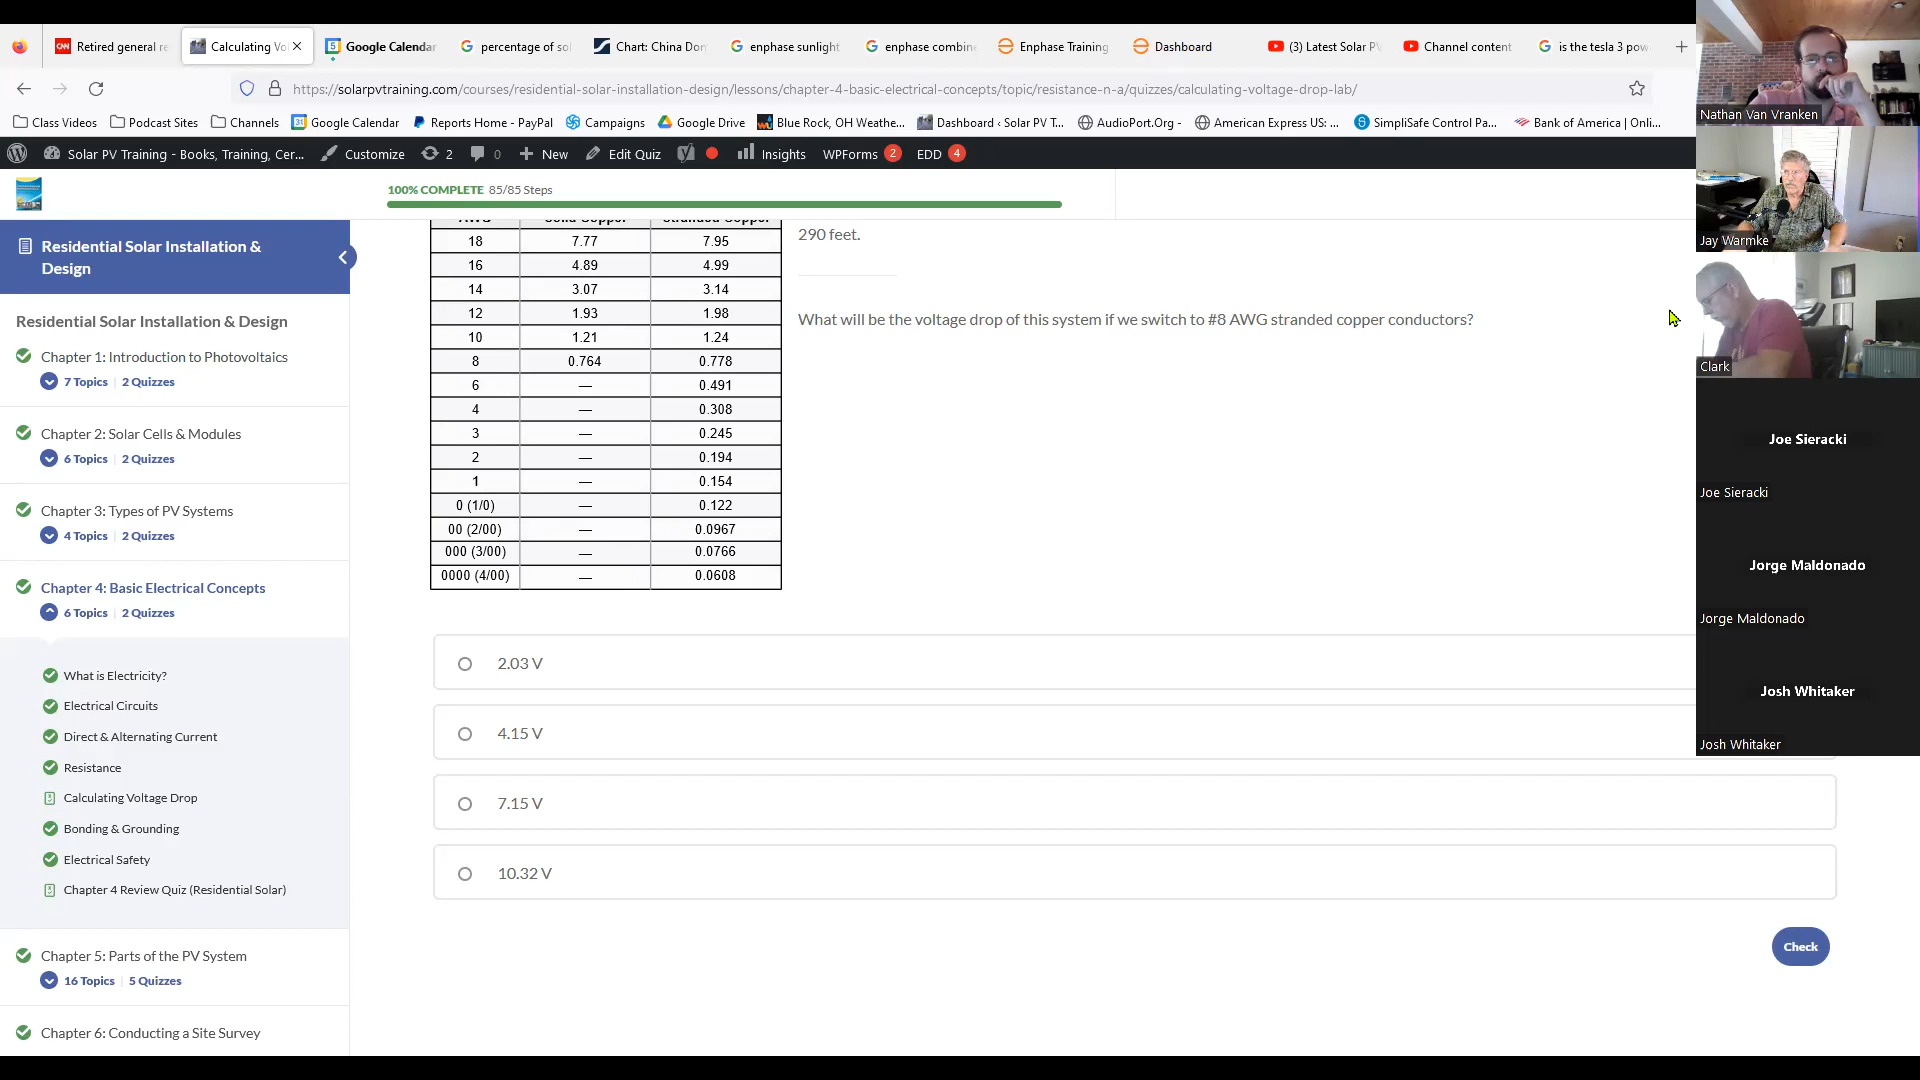 Retired general re
Calculating Vo
Google Calendar
percentage of so
Chart: China Dom
enphase sunlight
enphase combine
Enphase Training
Dashboard
(3) Latest Solar PV
Channel content
is the tesla 3 pow
https://solarpvtraining.com/courses/residential-solar-installation-design/lessons/chapter-4-basic-electrical-concepts/topic/resistance-n-a/quizzes/calculating-voltage-drop-lab/
Class Videos
Podcast Sites
Channels
Google Calendar
Reports Home - PayPal
Campaigns
Google Drive
Blue Rock, OH Weathe...
Dashboard ‹ Solar PV T...
AudioPort.Org -
American Express US: ...
SimpliSafe Control Pa...
Bank of America | Onli...
Solar PV Training - Books, Training, Cer...
Customize
2
0
New
Edit Quiz
Insights
WPForms 2
EDD 4
100% COMPLETE 85/85 Steps
Residential Solar Installation &
Design
Residential Solar Installation & Design
Chapter 1: Introduction to Photovoltaics
7 Topics | 2 Quizzes
Chapter 2: Solar Cells & Modules
6 Topics | 2 Quizzes
Chapter 3: Types of PV Systems
4 Topics | 2 Quizzes
Chapter 4: Basic Electrical Concepts
6 Topics | 2 Quizzes
What is Electricity?
Electrical Circuits
Direct & Alternating Current
Resistance
Calculating Voltage Drop
Bonding & Grounding
Electrical Safety
Chapter 4 Review Quiz (Residential Solar)
Chapter 5: Parts of the PV System
16 Topics | 5 Quizzes
Chapter 6: Conducting a Site Survey
AWG Solid Copper Stranded Copper
18 7.77 7.95
16 4.89 4.99
14 3.07 3.14
12 1.93 1.98
10 1.21 1.24
8 0.764 0.778
6 — 0.491
4 — 0.308
3 — 0.245
2 — 0.194
1 — 0.154
0 (1/0) — 0.122
00 (2/00) — 0.0967
000 (3/00) — 0.0766
0000 (4/00) — 0.0608
290 feet.
What will be the voltage drop of this system if we switch to #8 AWG stranded copper conductors?
2.03 V
4.15 V
7.15 V
10.32 V
Check
Nathan Van Vranken
Jay Warmke
Clark
Joe Sieracki
Joe Sieracki
Jorge Maldonado
Jorge Maldonado
Josh Whitaker
Josh Whitaker